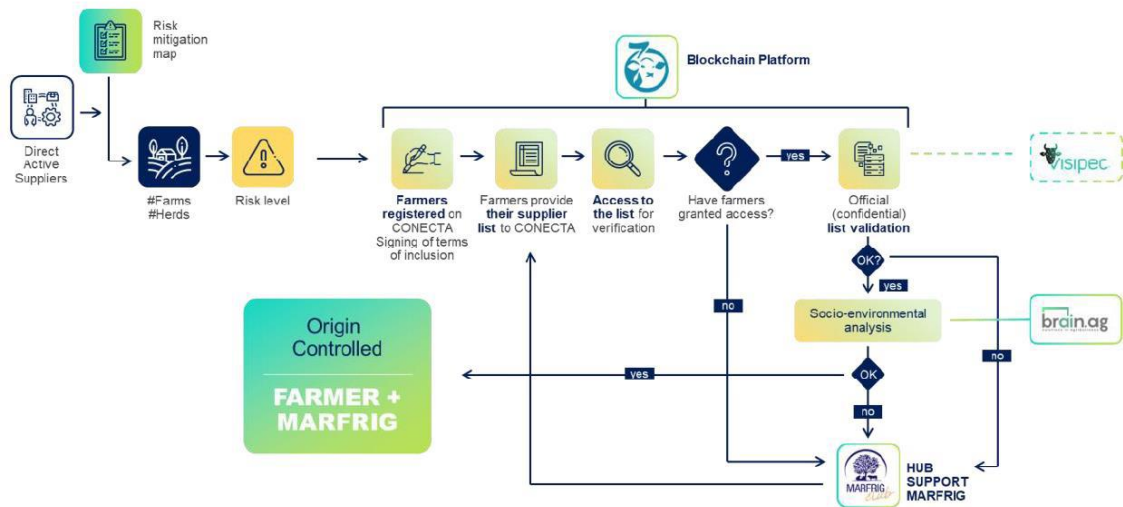 Risk
mitigation
map
Blockchain Platform
Direct
Active
Suppliers
#Farms
#Herds
Risk level
Farmers
registered on
CONECTA
Signing of terms
of inclusion
Farmers provide
their supplier
list to CONECTA
Access to
the list for
verification
Have farmers
granted access?
yes
Official
(confidential)
list validation
visipec
OK?
yes
no
no
Socio-environmental
analysis
brain.ag
Origin
Controlled
FARMER +
MARFRIG
yes
OK
no
MARFRIG
club
HUB
SUPPORT
MARFRIG